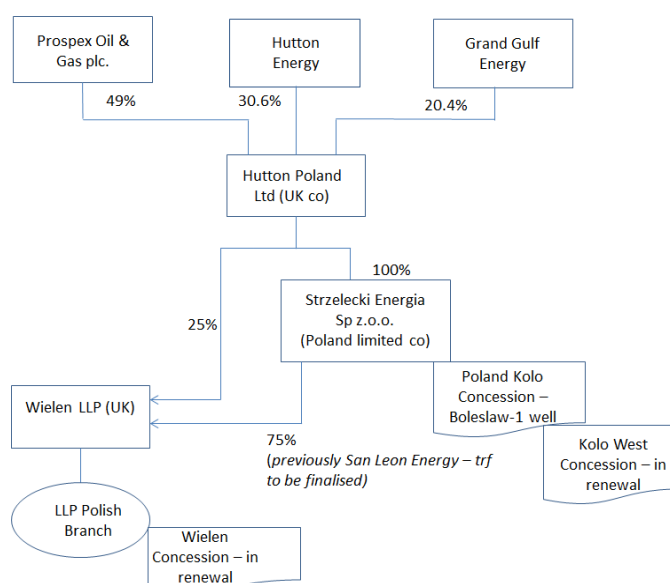 Prospex Oil &
Gas plc.
Hutton
Energy
Grand Gulf
Energy
49%
30.6%
20.4%
Hutton Poland
Ltd (UK co)
100%
Strzelecki Energia
Sp z.o.o.
(Poland limited co)
25%
Wielen LLP (UK)
Poland Kolo
Concession –
Boleslaw-1 well
75%
(previously San Leon Energy – trf
to be finalised)
Kolo West
Concession – in
renewal
LLP Polish
Branch
Wielen
Concession – in
renewal